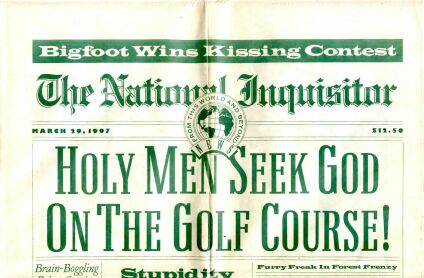 Bigfoot Wins Kissing Contest
The National Inquisitor
MARCH 29, 1997
$12.50
FROM THIS WORLD AND BEYOND
NEWS
HOLY MEN SEEK GOD
ON THE GOLF COURSE!
Brain-Boggling
Stupidity
Furry Freak In Forest Frenzy